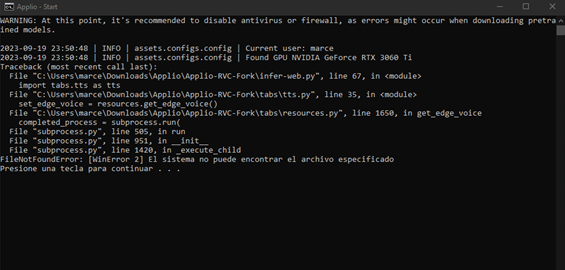 Applio - Start
WARNING: At this point, it's recommended to disable antivirus or firewall, as errors might occur when downloading pretra
ined models.
2023-09-19 23:50:48 | INFO | assets.configs.config | Current user: marce
2023-09-19 23:50:48 | INFO | assets.configs.config | Found GPU NVIDIA GeForce RTX 3060 Ti
Traceback (most recent call last):
File "C:\Users\marce\Downloads\Applio\Applio-RVC-Fork\infer-web.py", line 67, in <module>
import tabs.tts as tts
File "C:\Users\marce\Downloads\Applio\Applio-RVC-Fork\tabs\tts.py", line 35, in <module>
set_edge_voice = resources.get_edge_voice()
File "C:\Users\marce\Downloads\Applio\Applio-RVC-Fork\tabs\resources.py", line 1650, in get_edge_voice
completed_process = subprocess.run(
File "subprocess.py", line 505, in run
File "subprocess.py", line 951, in __init__
File "subprocess.py", line 1420, in _execute_child
FileNotFoundError: [WinError 2] El sistema no puede encontrar el archivo especificado
Presione una tecla para continuar . . .